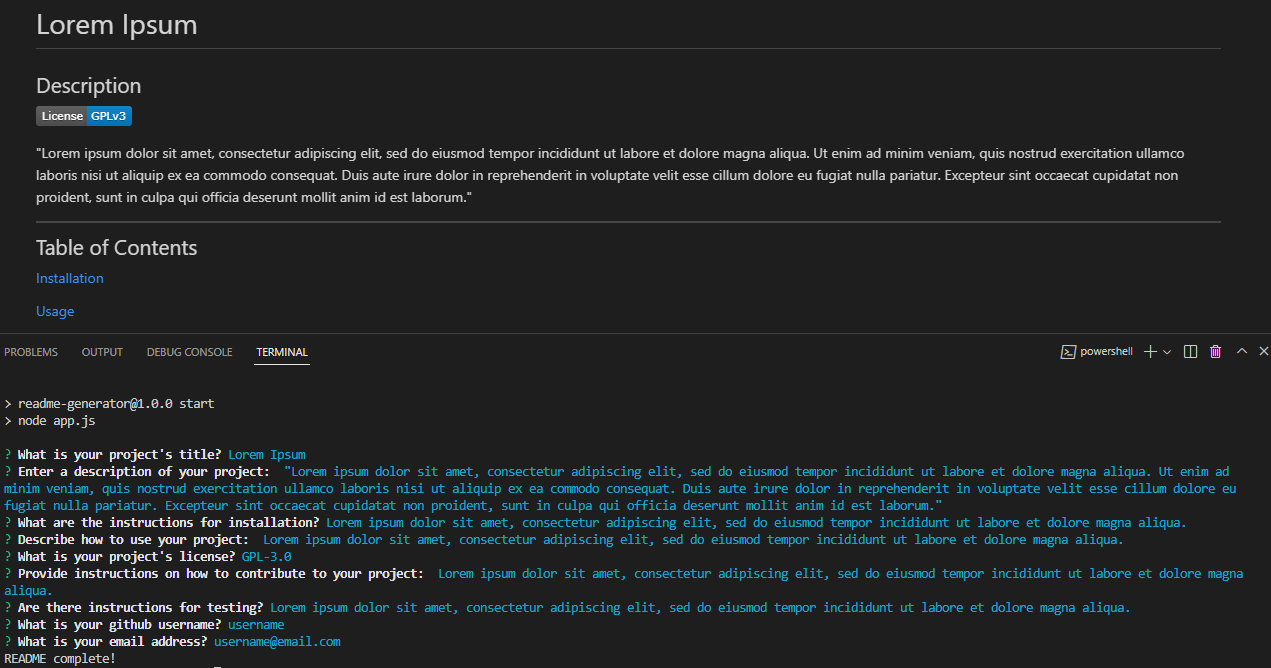 Lorem Ipsum
Description
License GPLv3
"Lorem ipsum dolor sit amet, consectetur adipiscing elit, sed do eiusmod tempor incididunt ut labore et dolore magna aliqua. Ut enim ad minim veniam, quis nostrud exercitation ullamco
laboris nisi ut aliquip ex ea commodo consequat. Duis aute irure dolor in reprehenderit in voluptate velit esse cillum dolore eu fugiat nulla pariatur. Excepteur sint occaecat cupidatat non
proident, sunt in culpa qui officia deserunt mollit anim id est laborum."
Table of Contents
Installation
Usage
PROBLEMS OUTPUT DEBUG CONSOLE TERMINAL powershell
> readme-generator@1.0.0 start
> node app.js
? What is your project's title? Lorem Ipsum
? Enter a description of your project:  "Lorem ipsum dolor sit amet, consectetur adipiscing elit, sed do eiusmod tempor incididunt ut labore et dolore magna aliqua. Ut enim ad
minim veniam, quis nostrud exercitation ullamco laboris nisi ut aliquip ex ea commodo consequat. Duis aute irure dolor in reprehenderit in voluptate velit esse cillum dolore eu
fugiat nulla pariatur. Excepteur sint occaecat cupidatat non proident, sunt in culpa qui officia deserunt mollit anim id est laborum."
? What are the instructions for installation? Lorem ipsum dolor sit amet, consectetur adipiscing elit, sed do eiusmod tempor incididunt ut labore et dolore magna aliqua.
? Describe how to use your project:  Lorem ipsum dolor sit amet, consectetur adipiscing elit, sed do eiusmod tempor incididunt ut labore et dolore magna aliqua.
? What is your project's license? GPL-3.0
? Provide instructions on how to contribute to your project:  Lorem ipsum dolor sit amet, consectetur adipiscing elit, sed do eiusmod tempor incididunt ut labore et dolore magna
aliqua.
? Are there instructions for testing? Lorem ipsum dolor sit amet, consectetur adipiscing elit, sed do eiusmod tempor incididunt ut labore et dolore magna aliqua.
? What is your github username? username
? What is your email address? username@email.com
README complete!